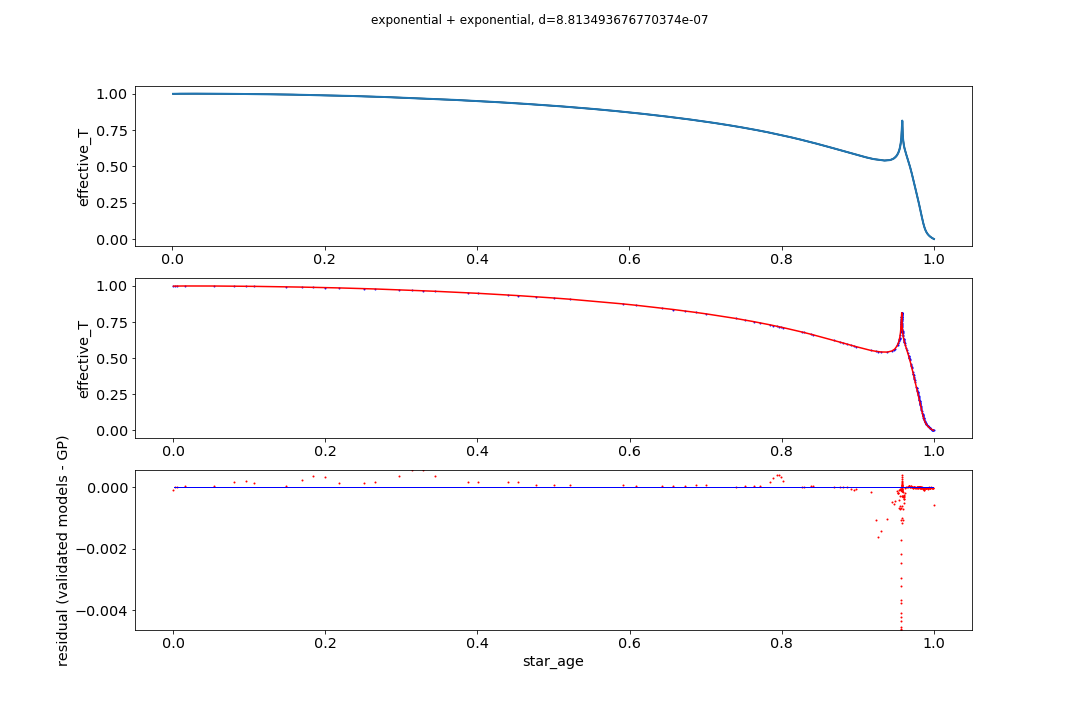 exponential + exponential, d=8.813493676770374e-07
effective_T
1.00
0.75
0.50
0.25
0.00
0.0 0.2 0.4 0.6 0.8 1.0
effective_T
1.00
0.75
0.50
0.25
0.00
0.0 0.2 0.4 0.6 0.8 1.0
residual (validated models - GP)
0.000
−0.002
−0.004
0.0 0.2 0.4 0.6 0.8 1.0
star_age